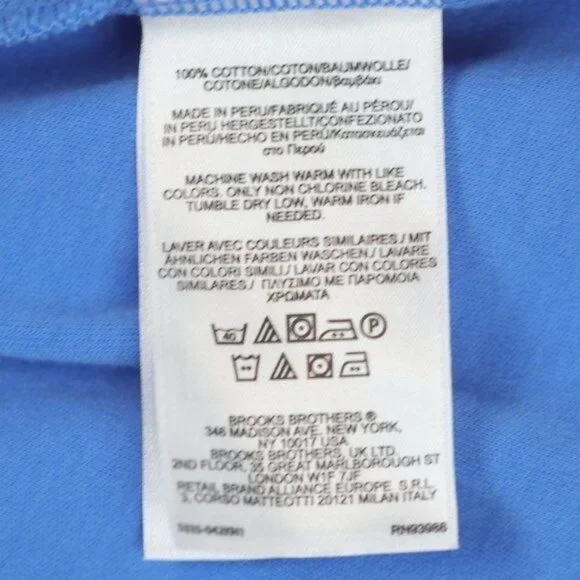 100% COTTON/COTON/BAUMWOLLE/
COTONE/ALGODON/βαμβάκι
MADE IN PERU/FABRIQUÉ AU PÉROU/
IN PERU HERGESTELLT/CONFEZIONATO
IN PERÚ/HECHO EN PERÚ/Κατασκευάζεται
στο Περού
MACHINE WASH WARM WITH LIKE
COLORS. ONLY NON CHLORINE BLEACH.
TUMBLE DRY LOW, WARM IRON IF
NEEDED.
LAVER AVEC COULEURS SIMILAIRES / MIT
ÄHNLICHEN FARBEN WASCHEN / LAVARE
CON COLORI SIMILI / LAVAR CON COLORES
SIMILARES / ΠΛΥΣΙΜΟ ΜΕ ΠΑΡΟΜΟΙΑ
ΧΡΩΜΑΤΑ
40 P
BROOKS BROTHERS ®
346 MADISON AVE. NEW YORK,
NY 10017 USA
BROOKS BROTHERS, UK LTD.
2ND FLOOR, 35 GREAT MARLBOROUGH ST
LONDON W1F 7JF
RETAIL BRAND ALLIANCE EUROPE S.R.L.
3, CORSO MATTEOTTI 20121 MILAN ITALY
RN93986